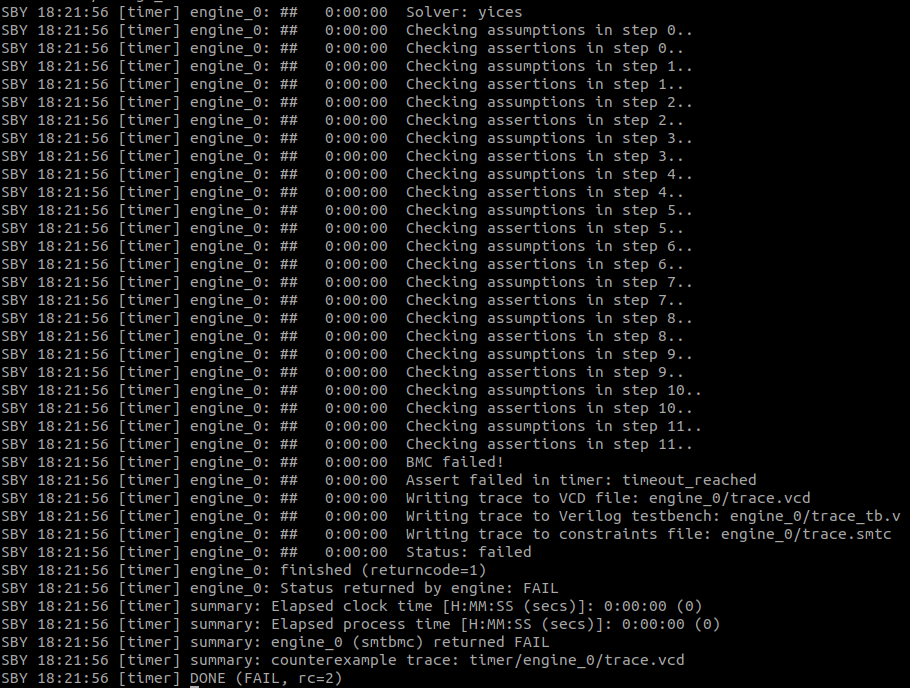 SBY 18:21:56 [timer] engine_0: ##   0:00:00  Solver: yices
SBY 18:21:56 [timer] engine_0: ##   0:00:00  Checking assumptions in step 0..
SBY 18:21:56 [timer] engine_0: ##   0:00:00  Checking assertions in step 0..
SBY 18:21:56 [timer] engine_0: ##   0:00:00  Checking assumptions in step 1..
SBY 18:21:56 [timer] engine_0: ##   0:00:00  Checking assertions in step 1..
SBY 18:21:56 [timer] engine_0: ##   0:00:00  Checking assumptions in step 2..
SBY 18:21:56 [timer] engine_0: ##   0:00:00  Checking assertions in step 2..
SBY 18:21:56 [timer] engine_0: ##   0:00:00  Checking assumptions in step 3..
SBY 18:21:56 [timer] engine_0: ##   0:00:00  Checking assertions in step 3..
SBY 18:21:56 [timer] engine_0: ##   0:00:00  Checking assumptions in step 4..
SBY 18:21:56 [timer] engine_0: ##   0:00:00  Checking assertions in step 4..
SBY 18:21:56 [timer] engine_0: ##   0:00:00  Checking assumptions in step 5..
SBY 18:21:56 [timer] engine_0: ##   0:00:00  Checking assertions in step 5..
SBY 18:21:56 [timer] engine_0: ##   0:00:00  Checking assumptions in step 6..
SBY 18:21:56 [timer] engine_0: ##   0:00:00  Checking assertions in step 6..
SBY 18:21:56 [timer] engine_0: ##   0:00:00  Checking assumptions in step 7..
SBY 18:21:56 [timer] engine_0: ##   0:00:00  Checking assertions in step 7..
SBY 18:21:56 [timer] engine_0: ##   0:00:00  Checking assumptions in step 8..
SBY 18:21:56 [timer] engine_0: ##   0:00:00  Checking assertions in step 8..
SBY 18:21:56 [timer] engine_0: ##   0:00:00  Checking assumptions in step 9..
SBY 18:21:56 [timer] engine_0: ##   0:00:00  Checking assertions in step 9..
SBY 18:21:56 [timer] engine_0: ##   0:00:00  Checking assumptions in step 10..
SBY 18:21:56 [timer] engine_0: ##   0:00:00  Checking assertions in step 10..
SBY 18:21:56 [timer] engine_0: ##   0:00:00  Checking assumptions in step 11..
SBY 18:21:56 [timer] engine_0: ##   0:00:00  Checking assertions in step 11..
SBY 18:21:56 [timer] engine_0: ##   0:00:00  BMC failed!
SBY 18:21:56 [timer] engine_0: ##   0:00:00  Assert failed in timer: timeout_reached
SBY 18:21:56 [timer] engine_0: ##   0:00:00  Writing trace to VCD file: engine_0/trace.vcd
SBY 18:21:56 [timer] engine_0: ##   0:00:00  Writing trace to Verilog testbench: engine_0/trace_tb.v
SBY 18:21:56 [timer] engine_0: ##   0:00:00  Writing trace to constraints file: engine_0/trace.smtc
SBY 18:21:56 [timer] engine_0: ##   0:00:00  Status: failed
SBY 18:21:56 [timer] engine_0: finished (returncode=1)
SBY 18:21:56 [timer] engine_0: Status returned by engine: FAIL
SBY 18:21:56 [timer] summary: Elapsed clock time [H:MM:SS (secs)]: 0:00:00 (0)
SBY 18:21:56 [timer] summary: Elapsed process time [H:MM:SS (secs)]: 0:00:00 (0)
SBY 18:21:56 [timer] summary: engine_0 (smtbmc) returned FAIL
SBY 18:21:56 [timer] summary: counterexample trace: timer/engine_0/trace.vcd
SBY 18:21:56 [timer] DONE (FAIL, rc=2)